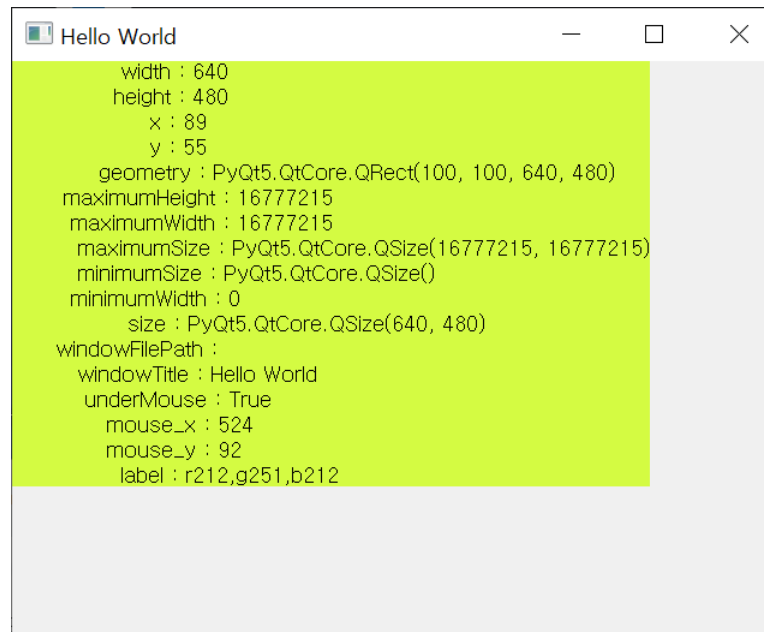 Hello World
width : 640
height : 480
x : 89
y : 55
geometry : PyQt5.QtCore.QRect(100, 100, 640, 480)
maximumHeight : 16777215
maximumWidth : 16777215
maximumSize : PyQt5.QtCore.QSize(16777215, 16777215)
minimumSize : PyQt5.QtCore.QSize()
minimumWidth : 0
size : PyQt5.QtCore.QSize(640, 480)
windowFilePath :
windowTitle : Hello World
underMouse : True
mouse_x : 524
mouse_y : 92
label : r212,g251,b212